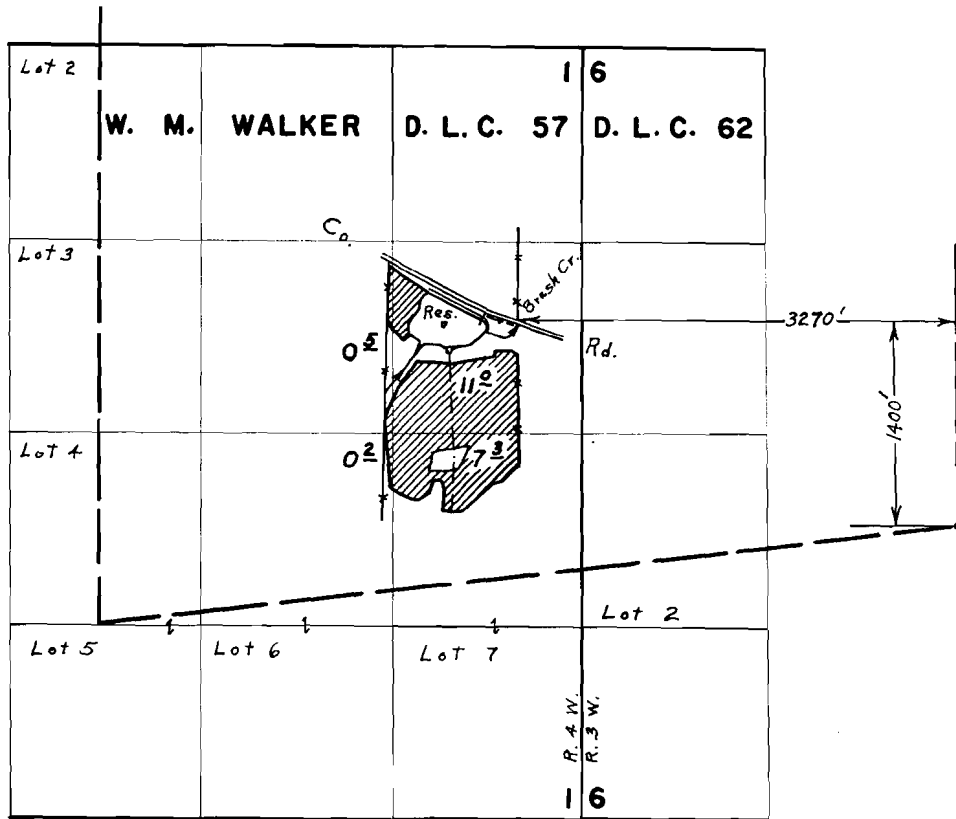 Lot 2
1 6
W. M. WALKER D. L. C. 57 D. L. C. 62
Co.
Lot 3
Brush Cr.
Res.
3270'
Rd.
0 5
11 0
1400'
Lot 4
0 2
7 3
Lot 2
Lot 5 Lot 6 Lot 7
R. 4 W.
R. 3 W.
1 6